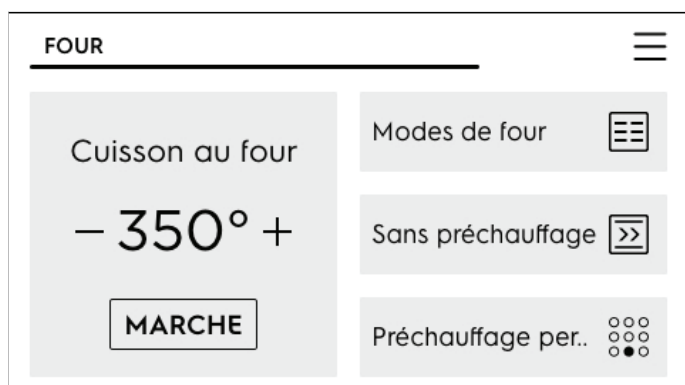 FOUR
Cuisson au four
− 350° +
MARCHE
Modes de four
Sans préchauffage
Préchauffage per..